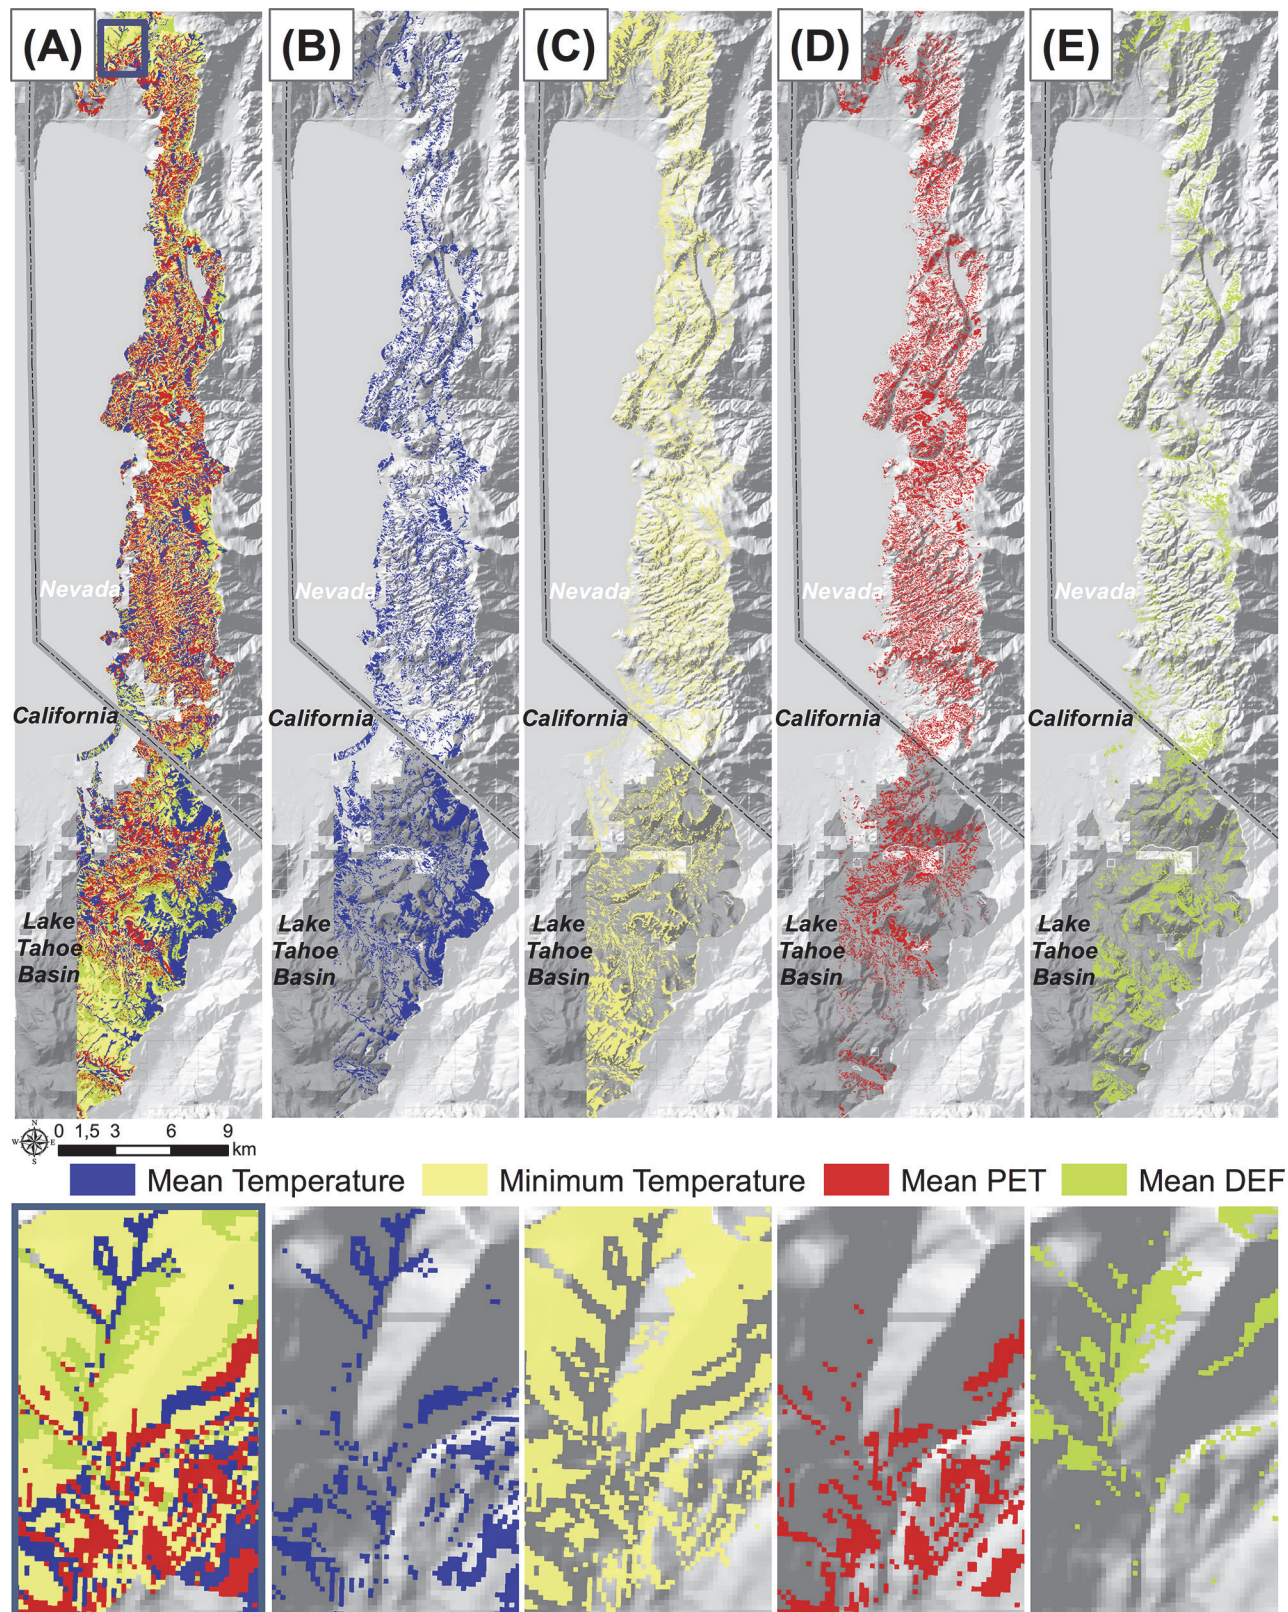 (A) (B) (C) (D) (E)
Nevada Nevada Nevada Nevada Nevada
California California California California California
Lake Lake Lake Lake Lake
Tahoe Tahoe Tahoe Tahoe Tahoe
Basin Basin Basin Basin Basin
N
W E
S
0 1,5 3 6 9
km
Mean Temperature Minimum Temperature Mean PET Mean DEF